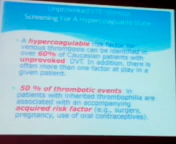 Screening For A Hypercoagulable State
A hypercoagulable risk factor for
venous thrombosis can be identified in
over 60% of Caucasian patients with
unprovoked DVT. In addition, there is
often more than one factor at play in a
given patient.
50 % of thrombotic events in
patients with inherited thrombophilia are
associated with an accompanying
acquired risk factor (e.g., surgery,
pregnancy, use of oral contraceptives).